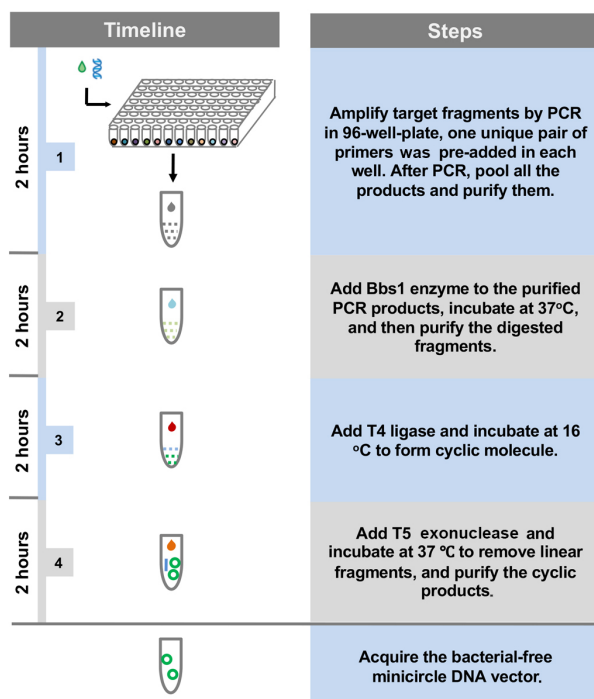 Timeline
Steps
2 hours
1
Amplify target fragments by PCR
in 96-well-plate, one unique pair of
primers was pre-added in each
well. After PCR, pool all the
products and purify them.
2 hours
2
Add Bbs1 enzyme to the purified
PCR products, incubate at 37ºC,
and then purify the digested
fragments.
2 hours
3
Add T4 ligase and incubate at 16
ºC to form cyclic molecule.
2 hours
4
Add T5 exonuclease and
incubate at 37 ℃ to remove linear
fragments, and purify the cyclic
products.
Acquire the bacterial-free
minicircle DNA vector.